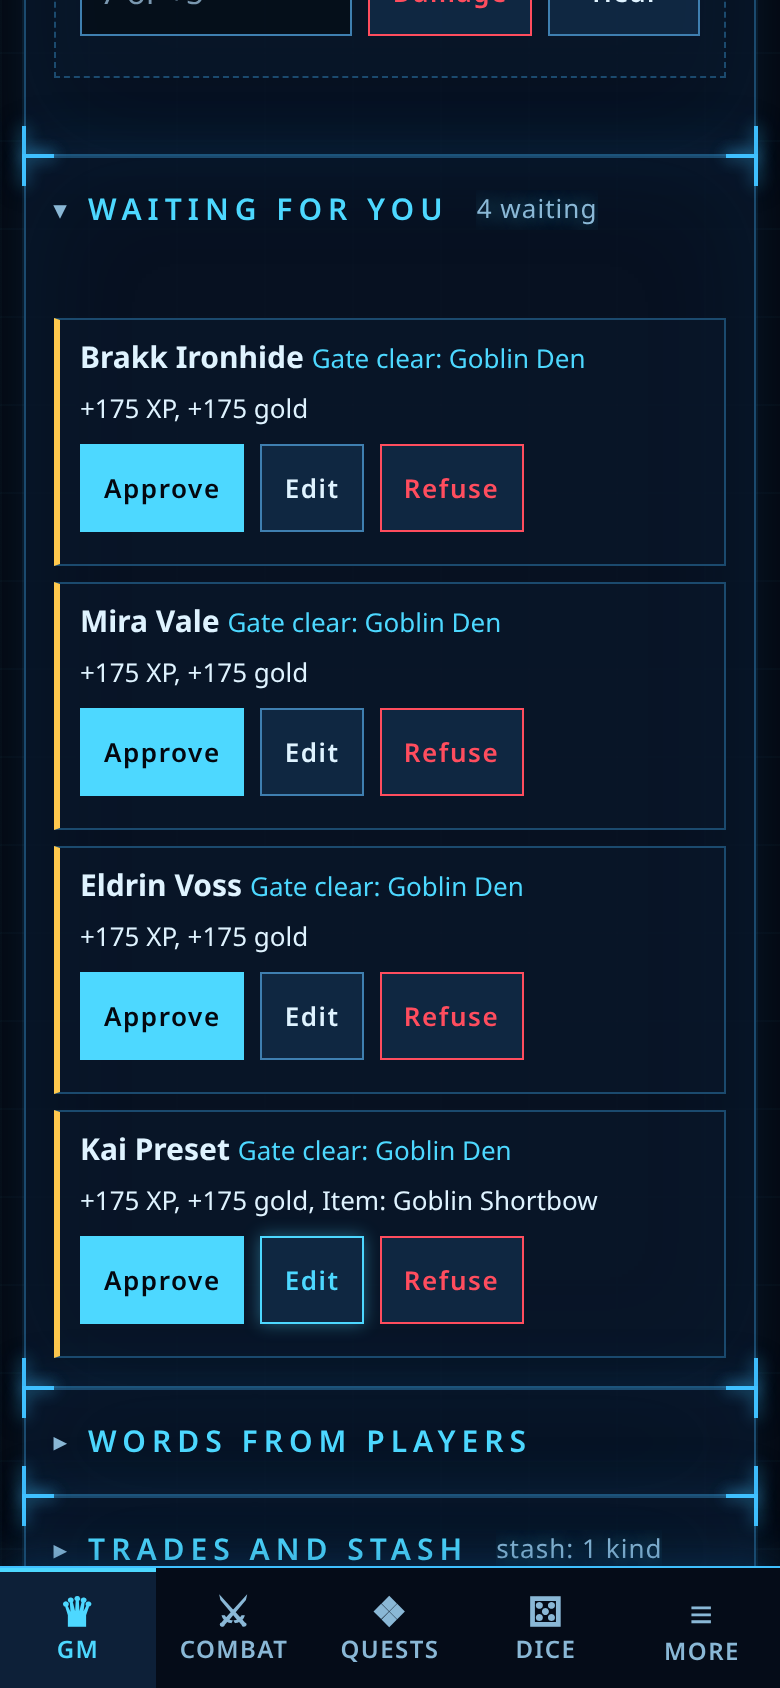 WAITING FOR YOU 4 waiting
Brakk Ironhide Gate clear: Goblin Den
+175 XP, +175 gold
Approve Edit Refuse
Mira Vale Gate clear: Goblin Den
+175 XP, +175 gold
Approve Edit Refuse
Eldrin Voss Gate clear: Goblin Den
+175 XP, +175 gold
Approve Edit Refuse
Kai Preset Gate clear: Goblin Den
+175 XP, +175 gold, Item: Goblin Shortbow
Approve Edit Refuse
WORDS FROM PLAYERS
TRADES AND STASH stash: 1 kind
GM COMBAT QUESTS DICE MORE